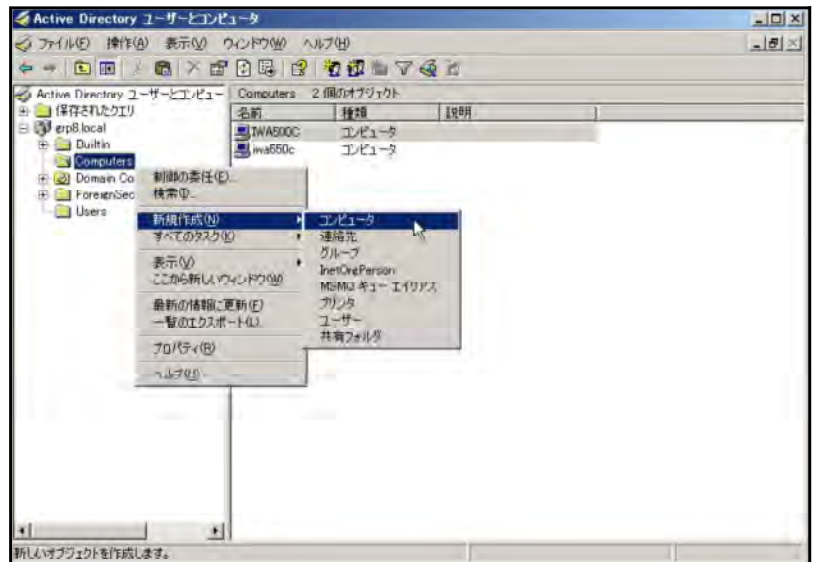 Active Directory ユーザーとコンピュータ
ファイル(F) 操作(A) 表示(V) ウィンドウ(W) ヘルプ(H)
Active Directory ユーザーとコンピュー
Computers 2 個のオブジェクト
保存されたクエリ
名前 種類 説明
grp8.local
IWA500C コンピュータ
Builtin
iwa550c コンピュータ
Computers
Domain Co
ForeignSec
Users
制御の委任(E)...
検索(I)...
新規作成(N)
すべてのタスク(K)
表示(V)
ここから新しいウィンドウ(W)
最新の情報に更新(F)
一覧のエクスポート(L)...
プロパティ(R)
ヘルプ(H)
コンピュータ
連絡先
グループ
InetOrgPerson
MSMQ キュー エイリアス
プリンタ
ユーザー
共有フォルダ
新しいオブジェクトを作成します。